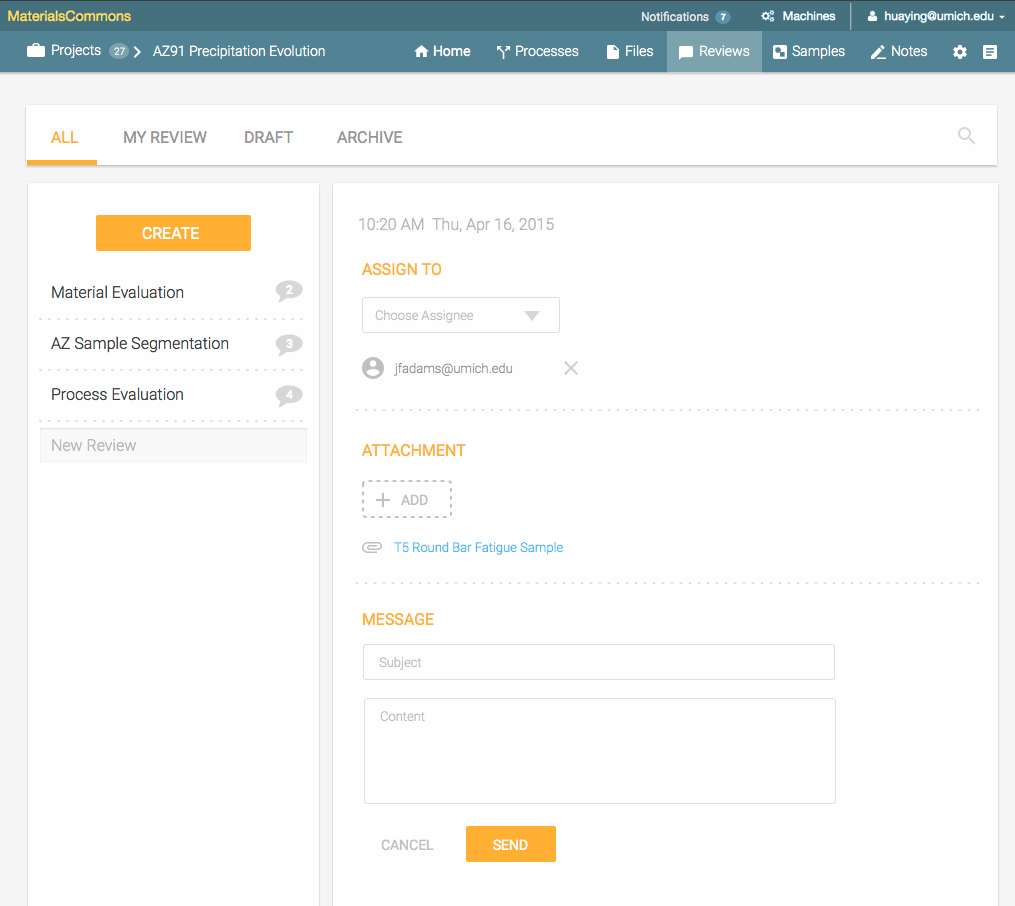 MaterialsCommons
Notifications 7 Machines huaying@umich.edu
Projects 27 AZ91 Precipitation Evolution Home Processes Files Reviews Samples Notes
ALL MY REVIEW DRAFT ARCHIVE
CREATE
Material Evaluation 2
AZ Sample Segmentation 3
Process Evaluation 4
New Review
10:20 AM Thu, Apr 16, 2015
ASSIGN TO
Choose Assignee
jfadams@umich.edu
ATTACHMENT
ADD
T5 Round Bar Fatigue Sample
MESSAGE
Subject
Content
CANCEL SEND